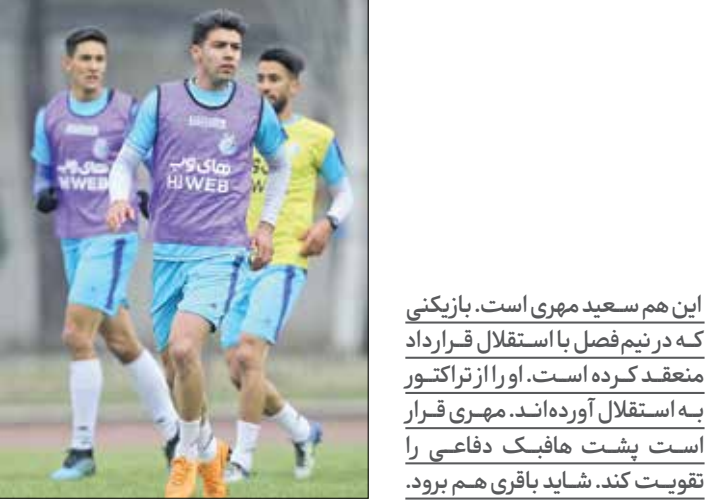 های وب
HiWEB
های وب
HiWEB
این هم سعید مهری است. بازیکنی
که در نیم فصل با استقلال قرارداد
منعقد کرده است. او را از تراکتور
به استقلال آورده‌اند. مهری قرار
است پشت هافبک دفاعی را
تقویت کند. شاید باقری هم برود.